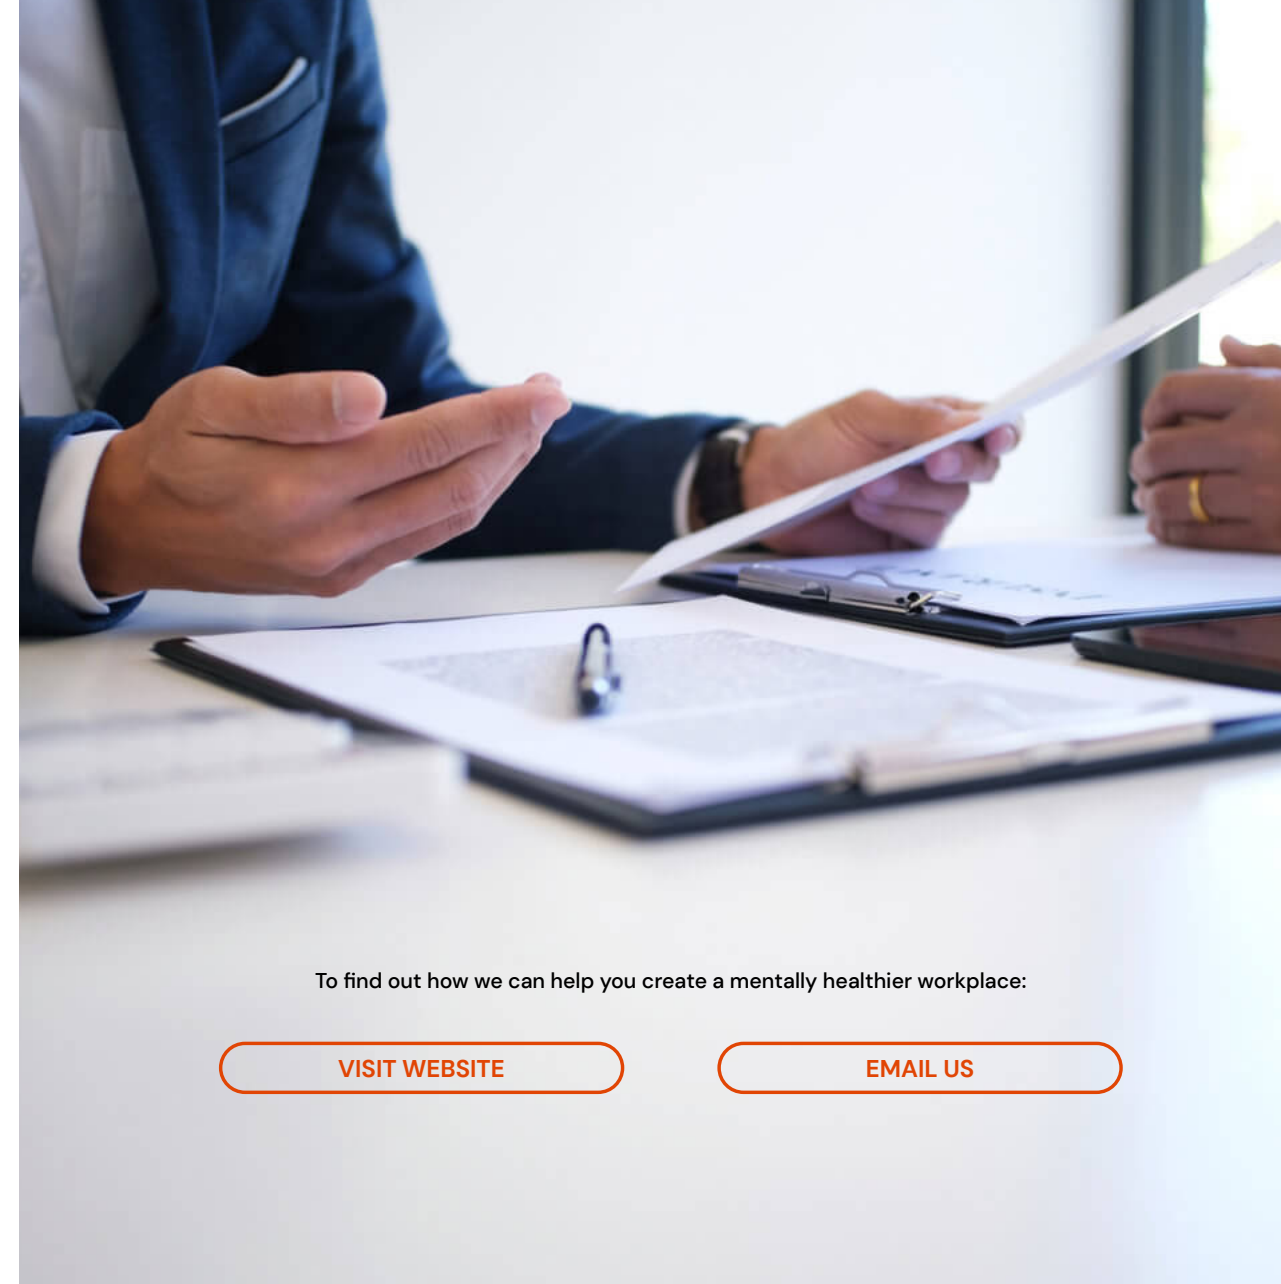 To find out how we can help you create a mentally healthier workplace:
VISIT WEBSITE
EMAIL US